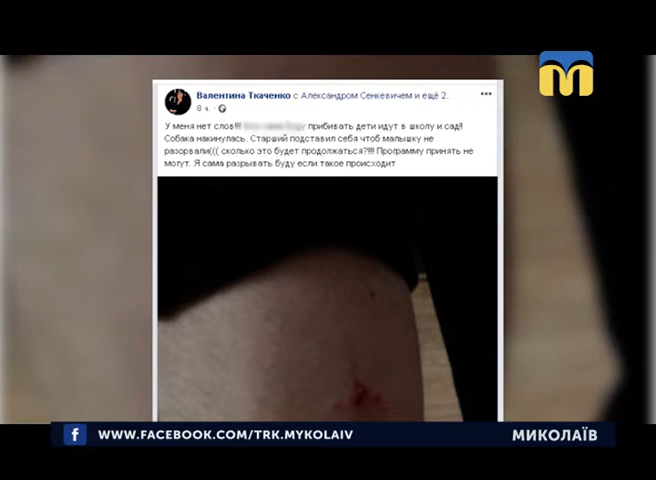 Валентина Ткаченко с Александром Сенкевичем и ещё 2.
8 ч. ·
У меня нет слов!!! прибивать дети идут в школу и сад!!
Собака накинулась. Старший подставил себя чтоб малышку не
разорвали((( сколько это будет продолжаться?!!! Программу принять не
могут. Я сама разрывать буду если такое происходит
WWW.FACEBOOK.COM/TRK.MYKOLAIV
МИКОЛАЇВ